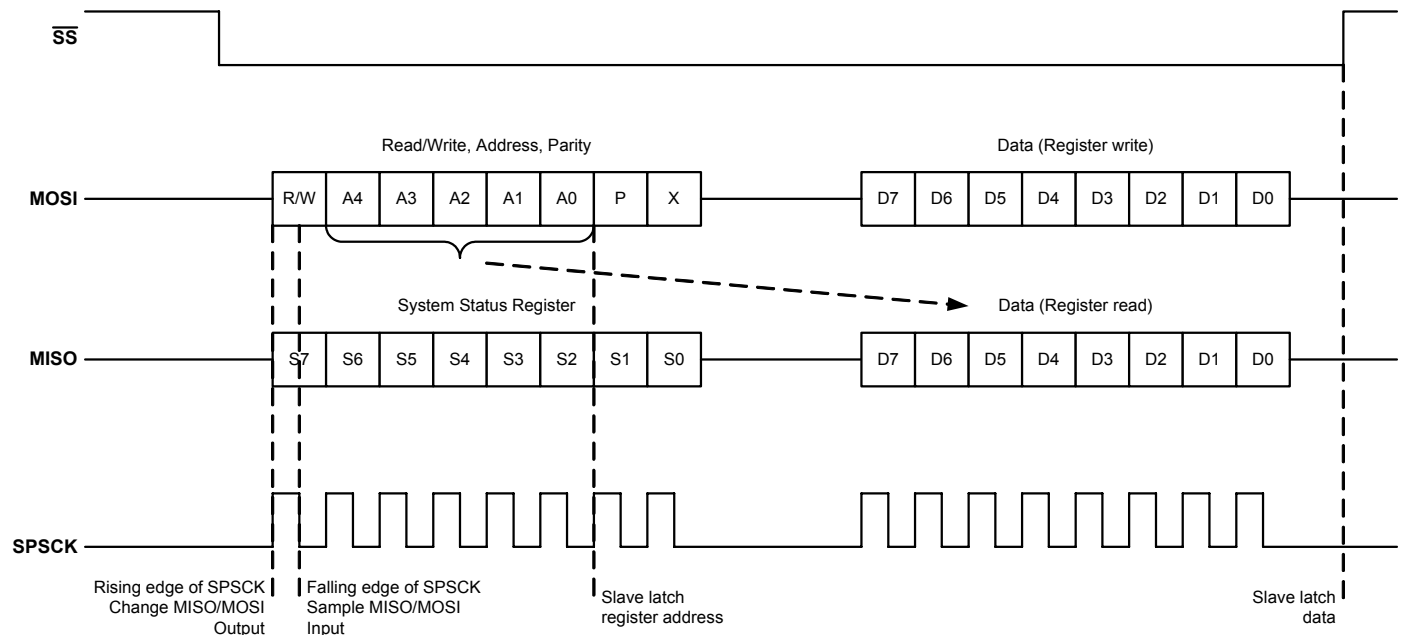 SS
Read/Write, Address, Parity
Data (Register write)
MOSI
R/W A4 A3 A2 A1 A0 P X
D7 D6 D5 D4 D3 D2 D1 D0
System Status Register
Data (Register read)
MISO
S7 S6 S5 S4 S3 S2 S1 S0
D7 D6 D5 D4 D3 D2 D1 D0
SPSCK
Rising edge of SPSCK
Change MISO/MOSI
Output
Falling edge of SPSCK
Sample MISO/MOSI
Input
Slave latch
register address
Slave latch
data